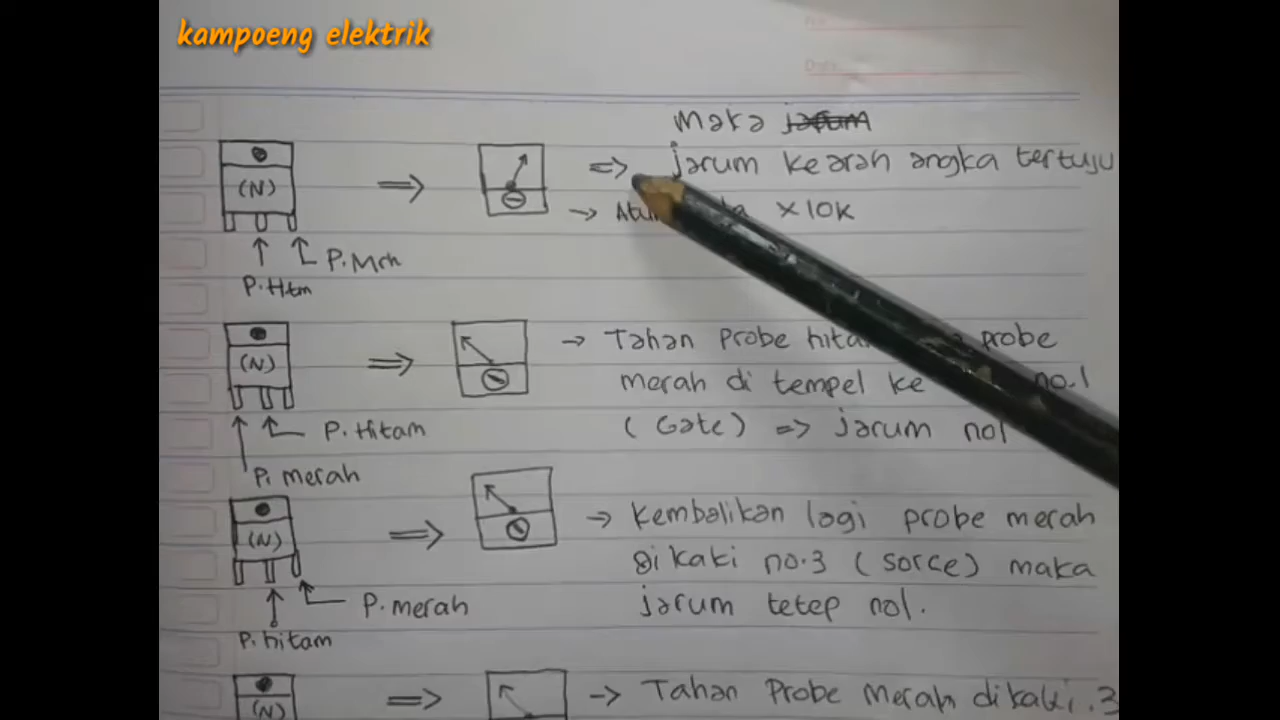 kampoeng elektrik
No:
Date:
Maka jarum
jarum kearah angka tertuju
x10k
(N)
P. Mrh
P. Htm
Tahan Probe probe
merah di tempel ke no.1
(Gate) => jarum nol
(N)
P. Hitam
P. merah
Kembalikan lagi probe merah
dikaki no.3 (sorce) maka
jarum tetep nol.
(N)
P. merah
P. hitam
Tahan Probe Merah dikaki.3
(N)